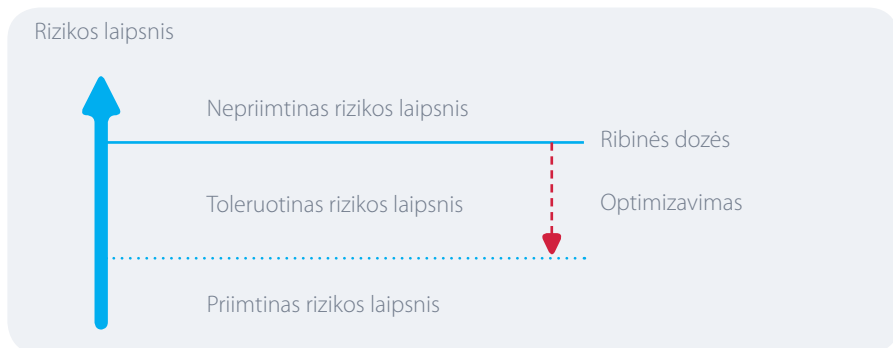 Rizikos laipsnis
Nepriimtinas rizikos laipsnis
Ribinės dozės
Toleruotinas rizikos laipsnis
Optimizavimas
Priimtinas rizikos laipsnis